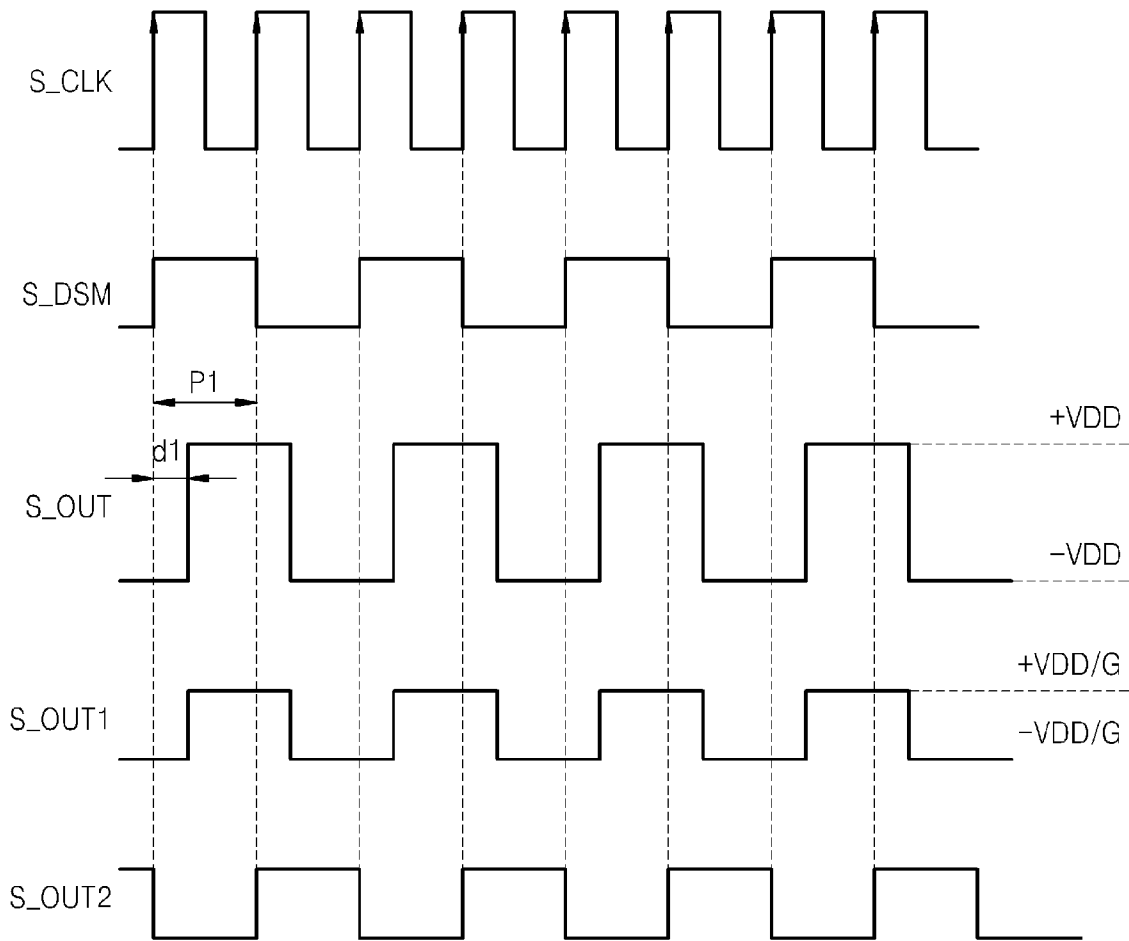 S_CLK
S_DSM
P1
+VDD
d1
S_OUT
−VDD
+VDD/G
S_OUT1
−VDD/G
S_OUT2